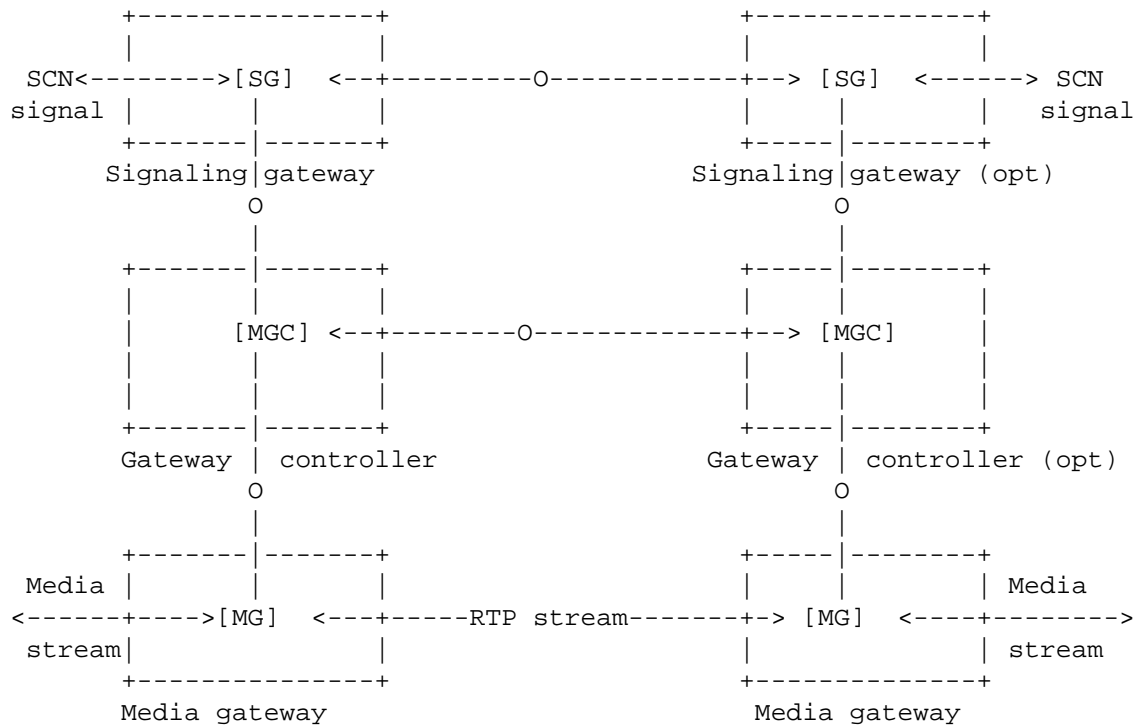 SCN<-------->[SG] <--+---------O------------+--> [SG] <------> SCN
signal signal
Signaling gateway Signaling gateway (opt)
O O
[MGC] <--+--------O-------------+--> [MGC]
Gateway controller Gateway controller (opt)
O O
Media Media
<------+---->[MG] <---+-----RTP stream-------+-> [MG] <----+-------->
stream stream
Media gateway Media gateway